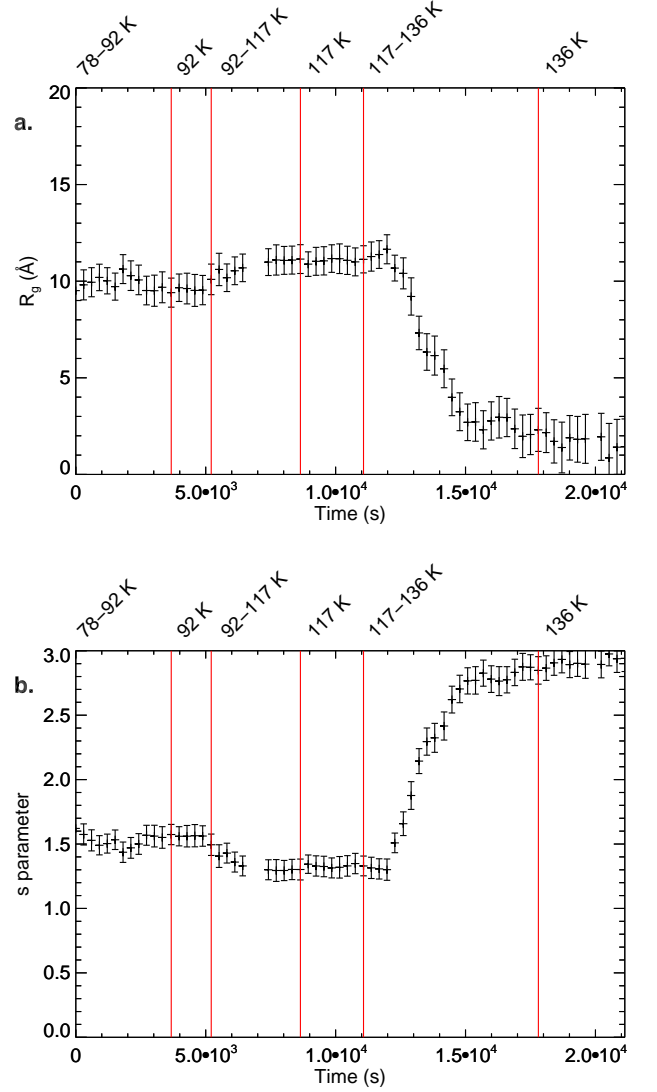 78–92 K 92 K 92–117 K 117 K 117–136 K 136 K
a.
20
15
10
5
0
Rg (Å)
0 5.0•10³ 1.0•10⁴ 1.5•10⁴ 2.0•10⁴
Time (s)
78–92 K 92 K 92–117 K 117 K 117–136 K 136 K
b.
3.0
2.5
2.0
1.5
1.0
0.5
0.0
s parameter
0 5.0•10³ 1.0•10⁴ 1.5•10⁴ 2.0•10⁴
Time (s)